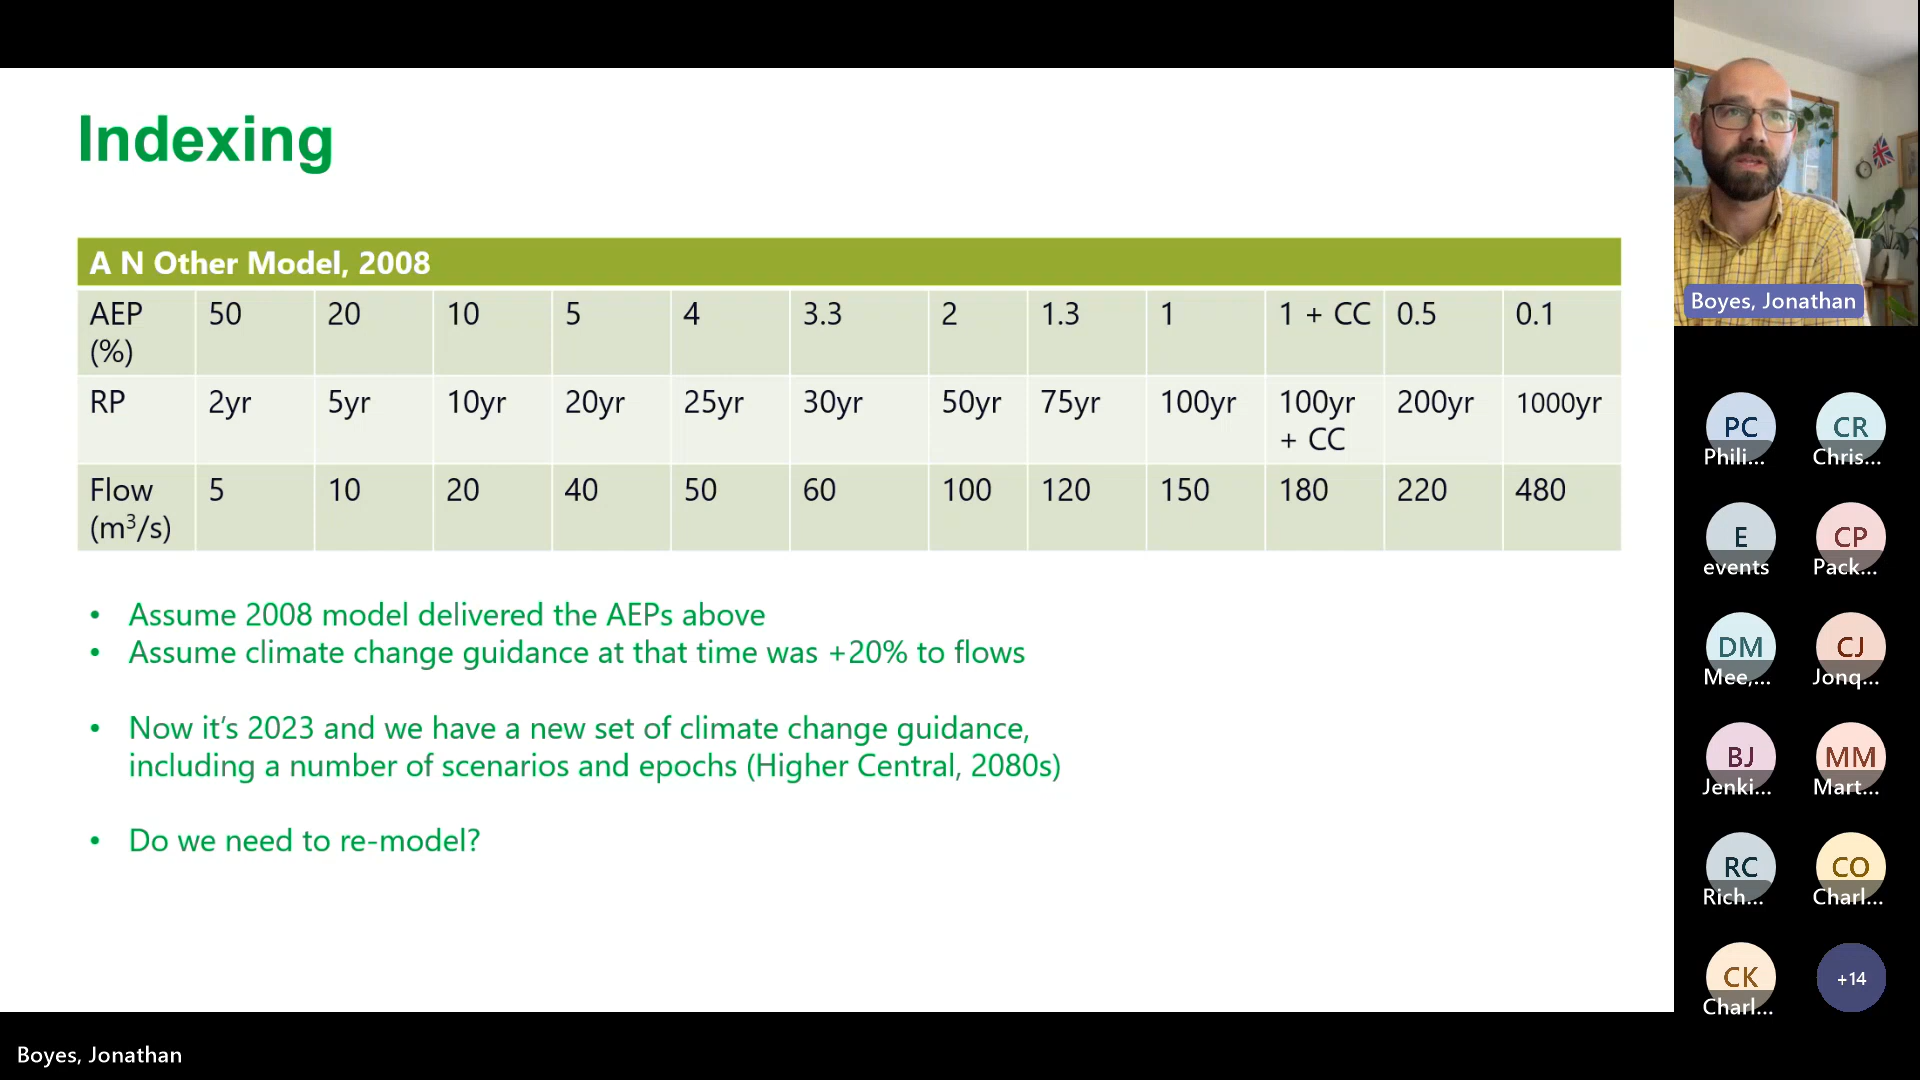 Indexing
A N Other Model, 2008
AEP (%) 50 20 10 5 4 3.3 2 1.3 1 1 + CC 0.5 0.1
RP 2yr 5yr 10yr 20yr 25yr 30yr 50yr 75yr 100yr 100yr + CC 200yr 1000yr
Flow (m³/s) 5 10 20 40 50 60 100 120 150 180 220 480
• Assume 2008 model delivered the AEPs above
• Assume climate change guidance at that time was +20% to flows
• Now it's 2023 and we have a new set of climate change guidance,
including a number of scenarios and epochs (Higher Central, 2080s)
• Do we need to re-model?
Boyes, Jonathan
PC CR
Phili... Chris...
E CP
events Pack...
DM CJ
Mee,... Jonq...
BJ MM
Jenki... Mart...
RC CO
Rich... Charl...
CK +14
Charl...
Boyes, Jonathan